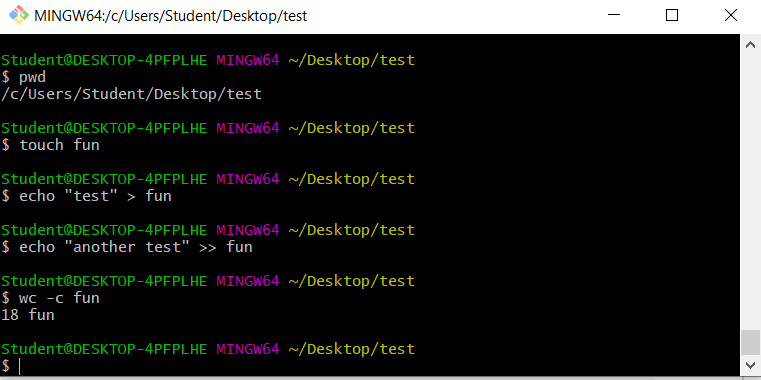 MINGW64:/c/Users/Student/Desktop/test
Student@DESKTOP-4PFPLHE MINGW64 ~/Desktop/test
$ pwd
/c/Users/Student/Desktop/test
Student@DESKTOP-4PFPLHE MINGW64 ~/Desktop/test
$ touch fun
Student@DESKTOP-4PFPLHE MINGW64 ~/Desktop/test
$ echo "test" > fun
Student@DESKTOP-4PFPLHE MINGW64 ~/Desktop/test
$ echo "another test" >> fun
Student@DESKTOP-4PFPLHE MINGW64 ~/Desktop/test
$ wc -c fun
18 fun
Student@DESKTOP-4PFPLHE MINGW64 ~/Desktop/test
$